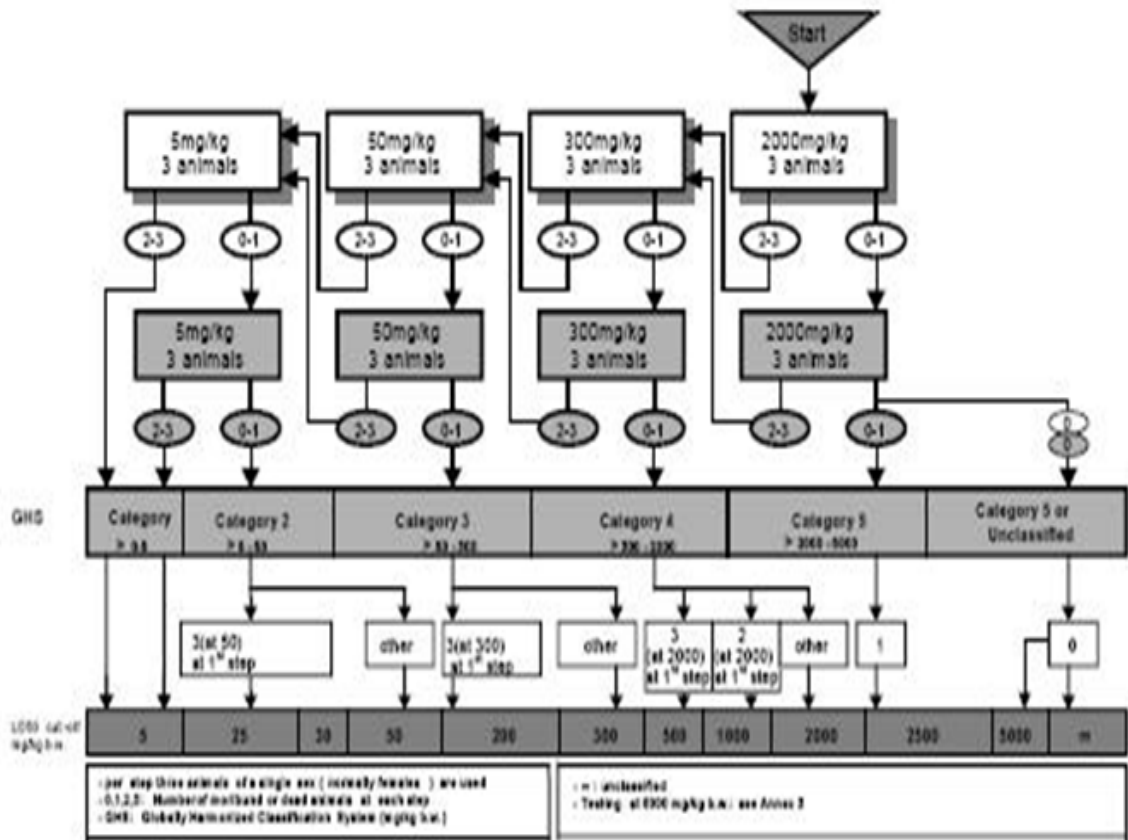 Start
5mg/kg
3 animals
50mg/kg
3 animals
300mg/kg
3 animals
2000mg/kg
3 animals
2-3
0-1
2-3
0-1
2-3
0-1
2-3
0-1
5mg/kg
3 animals
50mg/kg
3 animals
300mg/kg
3 animals
2000mg/kg
3 animals
2-3
0-1
2-3
0-1
2-3
0-1
2-3
0-1
0
0
GHS
Category
Category 2
Category 3
Category 4
Category 5
Category 5 or
Unclassified
3(at 50)
at 1st step
other
3(at 300)
at 1st step
other
3
(at 2000)
at 1st step
2
(at 2000)
at 1st step
other
1
0
mg/kg b.w.
5
25
30
50
200
300
500
1000
2000
2500
5000
∞
- per step three animals of a single sex ( normally females ) are used
- 0,1,2,3: Number of moribund or dead animals at each step
- GHS: Globally Harmonized Classification System (mg/kg b.w.)
- ∞ : unclassified
- Testing at 5000 mg/kg b.w.: see Annex 2